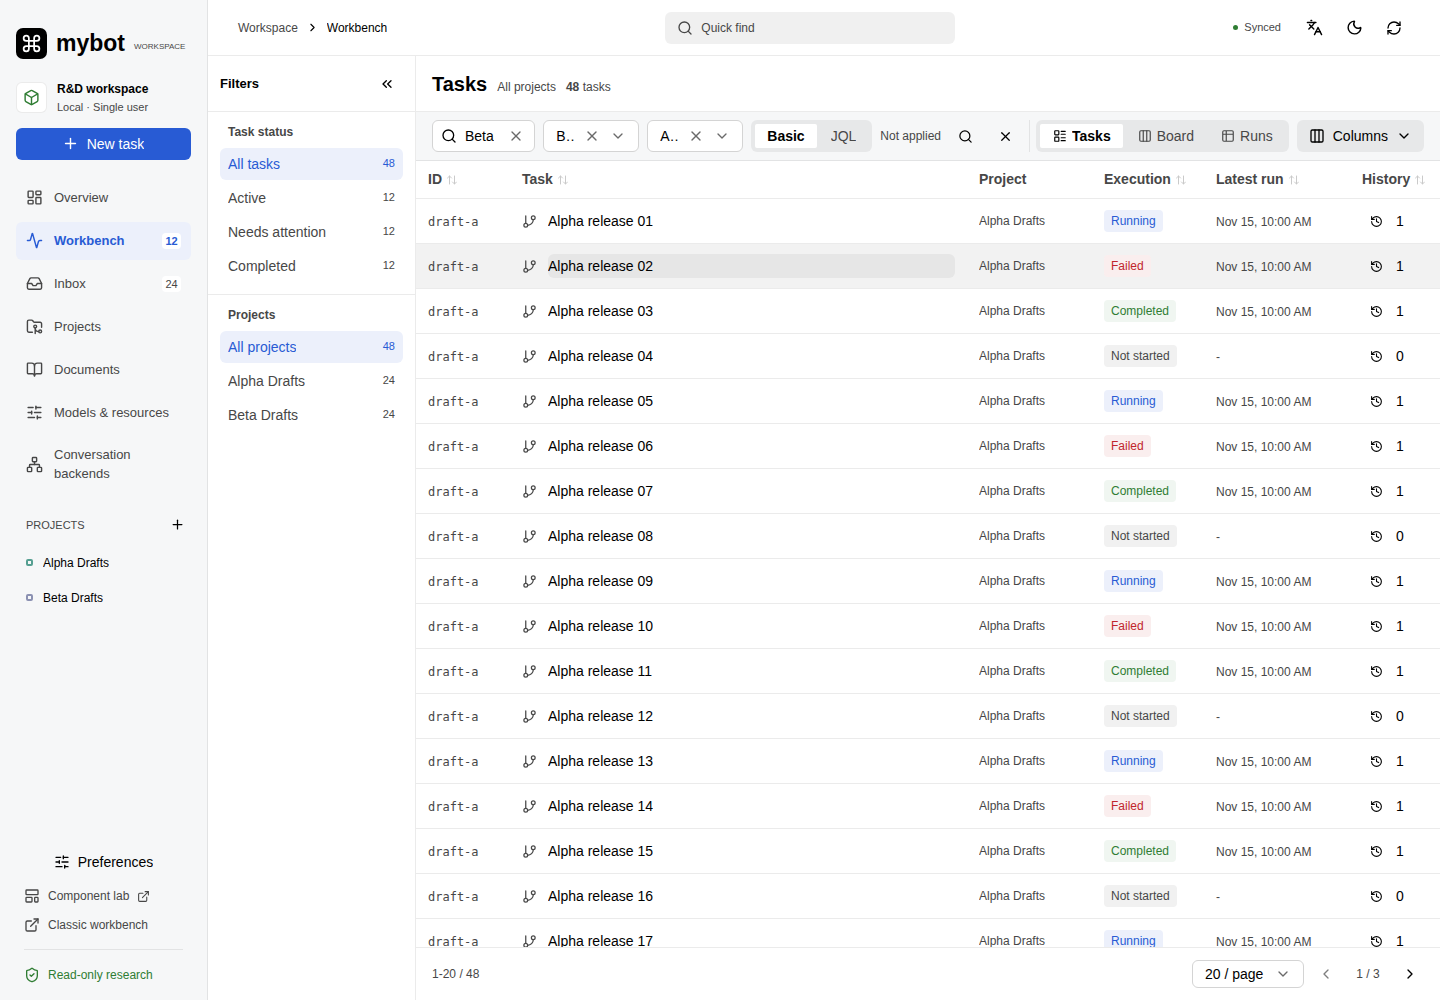 mybot WORKSPACE
R&D workspace
Local · Single user
New task
Overview
Workbench 12
Inbox 24
Projects
Documents
Models & resources
Conversation
backends
PROJECTS
Alpha Drafts
Beta Drafts
Preferences
Component lab
Classic workbench
Read-only research
Workspace Workbench
Quick find
Synced
Filters
Task status
All tasks 48
Active 12
Needs attention 12
Completed 12
Projects
All projects 48
Alpha Drafts 24
Beta Drafts 24
Tasks All projects 48 tasks
Beta B.. A.. Basic JQL Not applied Tasks Board Runs Columns
ID Task Project Execution Latest run History
draft-a Alpha release 01 Alpha Drafts Running Nov 15, 10:00 AM 1
draft-a Alpha release 02 Alpha Drafts Failed Nov 15, 10:00 AM 1
draft-a Alpha release 03 Alpha Drafts Completed Nov 15, 10:00 AM 1
draft-a Alpha release 04 Alpha Drafts Not started - 0
draft-a Alpha release 05 Alpha Drafts Running Nov 15, 10:00 AM 1
draft-a Alpha release 06 Alpha Drafts Failed Nov 15, 10:00 AM 1
draft-a Alpha release 07 Alpha Drafts Completed Nov 15, 10:00 AM 1
draft-a Alpha release 08 Alpha Drafts Not started - 0
draft-a Alpha release 09 Alpha Drafts Running Nov 15, 10:00 AM 1
draft-a Alpha release 10 Alpha Drafts Failed Nov 15, 10:00 AM 1
draft-a Alpha release 11 Alpha Drafts Completed Nov 15, 10:00 AM 1
draft-a Alpha release 12 Alpha Drafts Not started - 0
draft-a Alpha release 13 Alpha Drafts Running Nov 15, 10:00 AM 1
draft-a Alpha release 14 Alpha Drafts Failed Nov 15, 10:00 AM 1
draft-a Alpha release 15 Alpha Drafts Completed Nov 15, 10:00 AM 1
draft-a Alpha release 16 Alpha Drafts Not started - 0
draft-a Alpha release 17 Alpha Drafts Running Nov 15, 10:00 AM 1
1-20 / 48 20 / page 1 / 3